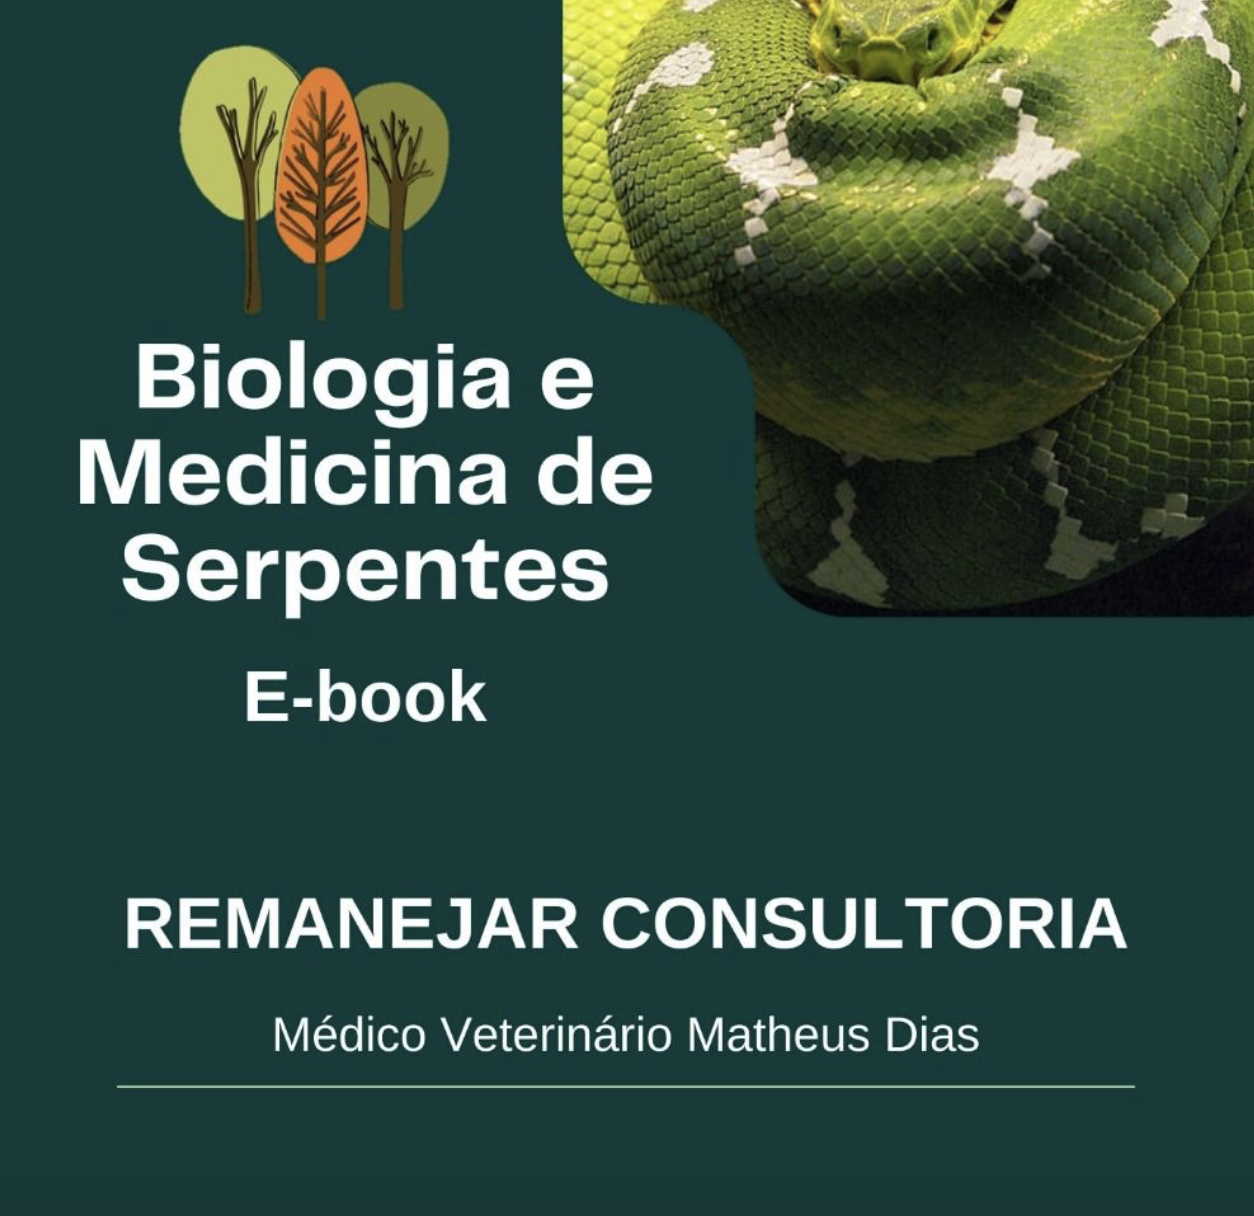 Biologia e
Medicina de
Serpentes
E-book
REMANEJAR CONSULTORIA
Médico Veterinário Matheus Dias